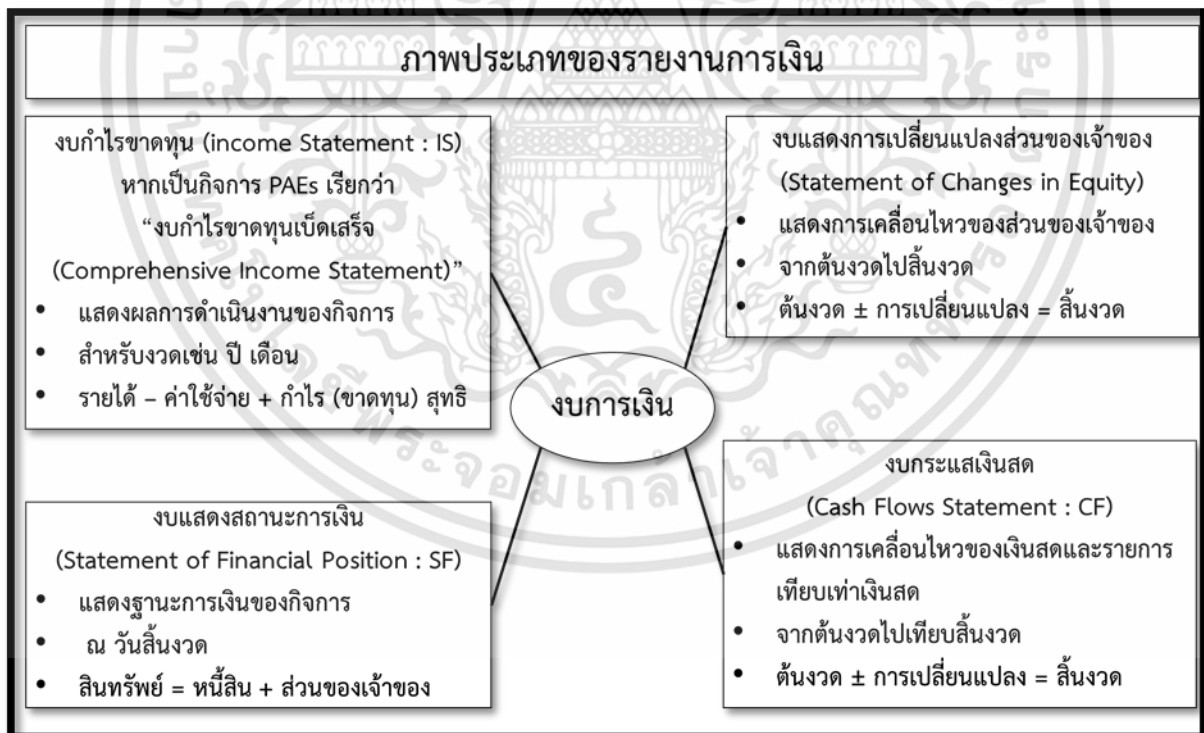 ภาพประเภทของรายงานการเงิน
งบกำไรขาดทุน (income Statement : IS)
หากเป็นกิจการ PAEs เรียกว่า
“งบกำไรขาดทุนเบ็ดเสร็จ
(Comprehensive Income Statement)”
• แสดงผลการดำเนินงานของกิจการ
• สำหรับงวดเช่น ปี เดือน
• รายได้ – ค่าใช้จ่าย + กำไร (ขาดทุน) สุทธิ
งบแสดงการเปลี่ยนแปลงส่วนของเจ้าของ
(Statement of Changes in Equity)
• แสดงการเคลื่อนไหวของส่วนของเจ้าของ
• จากต้นงวดไปสิ้นงวด
• ต้นงวด ± การเปลี่ยนแปลง = สิ้นงวด
งบการเงิน
งบแสดงสถานะการเงิน
(Statement of Financial Position : SF)
• แสดงฐานะการเงินของกิจการ
• ณ วันสิ้นงวด
• สินทรัพย์ = หนี้สิน + ส่วนของเจ้าของ
งบกระแสเงินสด
(Cash Flows Statement : CF)
• แสดงการเคลื่อนไหวของเงินสดและรายการ
เทียบเท่าเงินสด
• จากต้นงวดไปเทียบสิ้นงวด
• ต้นงวด ± การเปลี่ยนแปลง = สิ้นงวด
พระจอมเกล้าเจ้าคุณทหาร